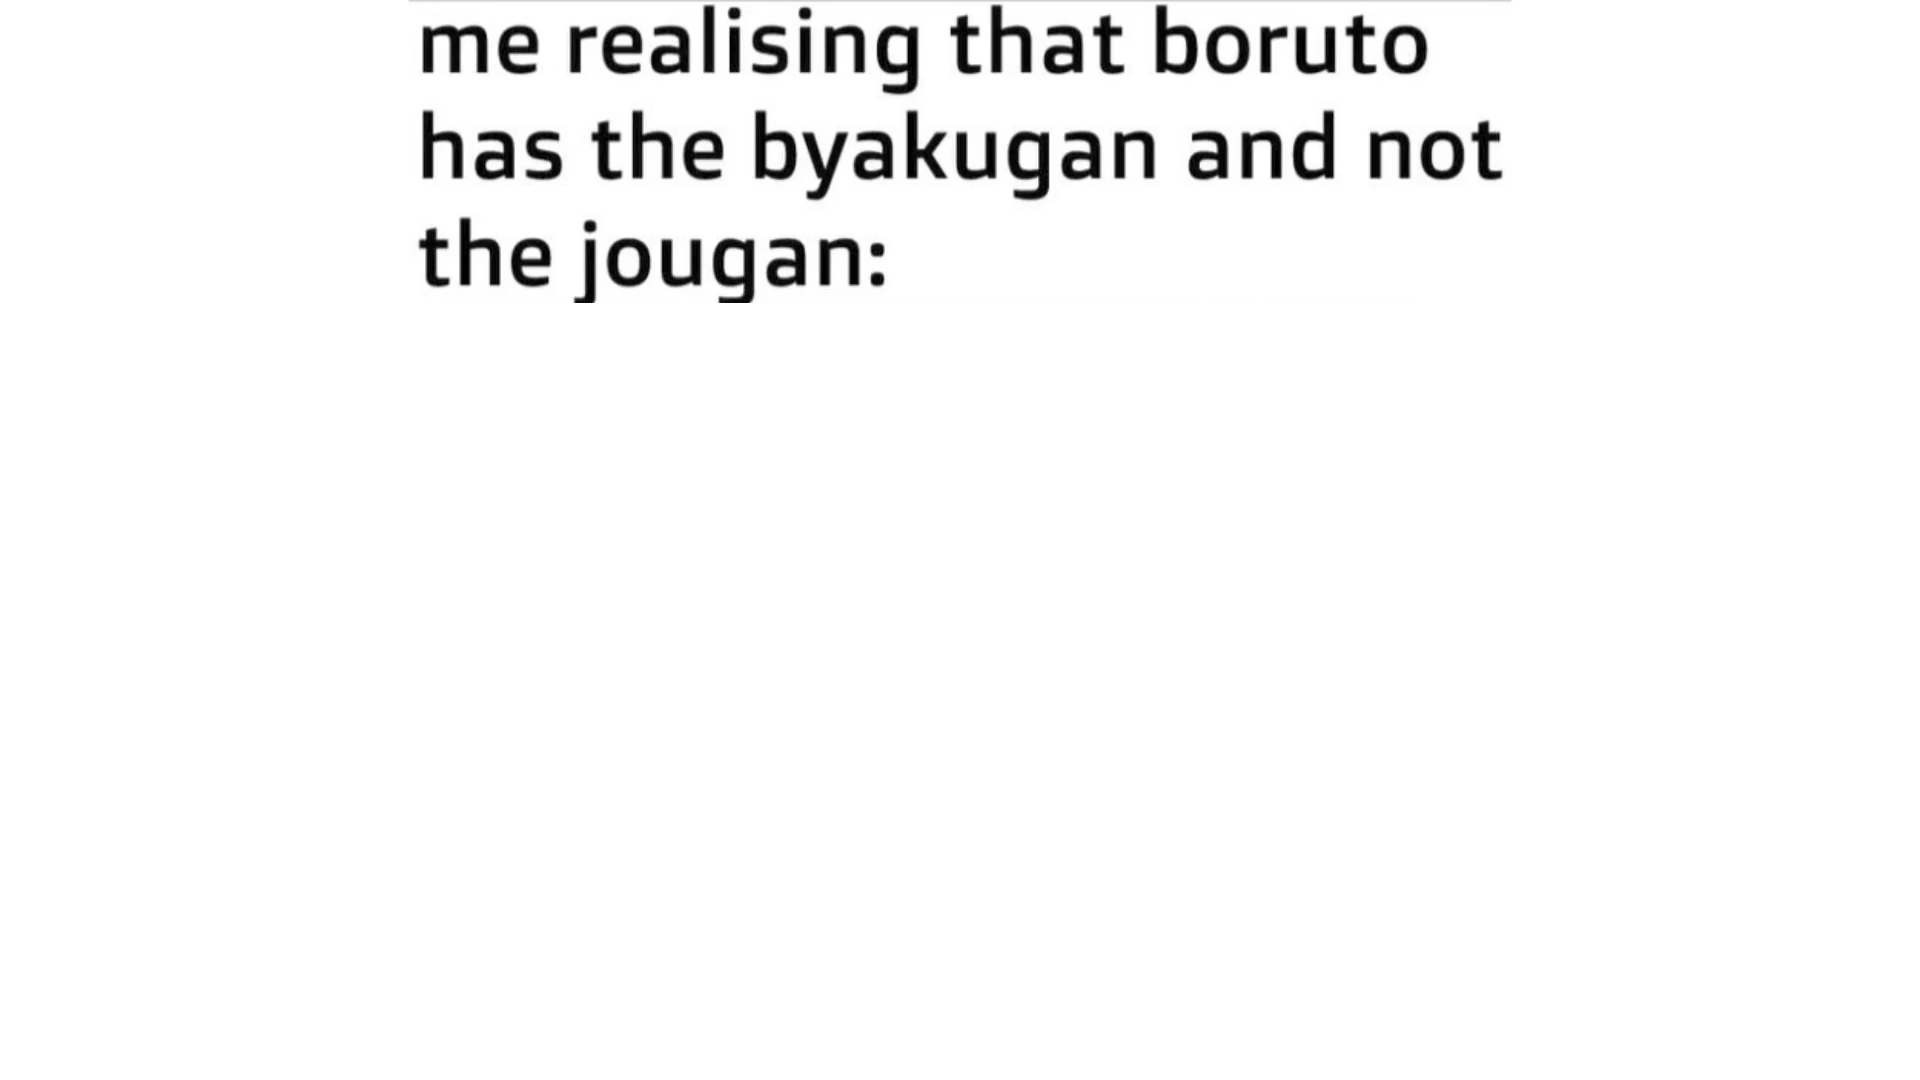 me realising that boruto
has the byakugan and not
the jougan: